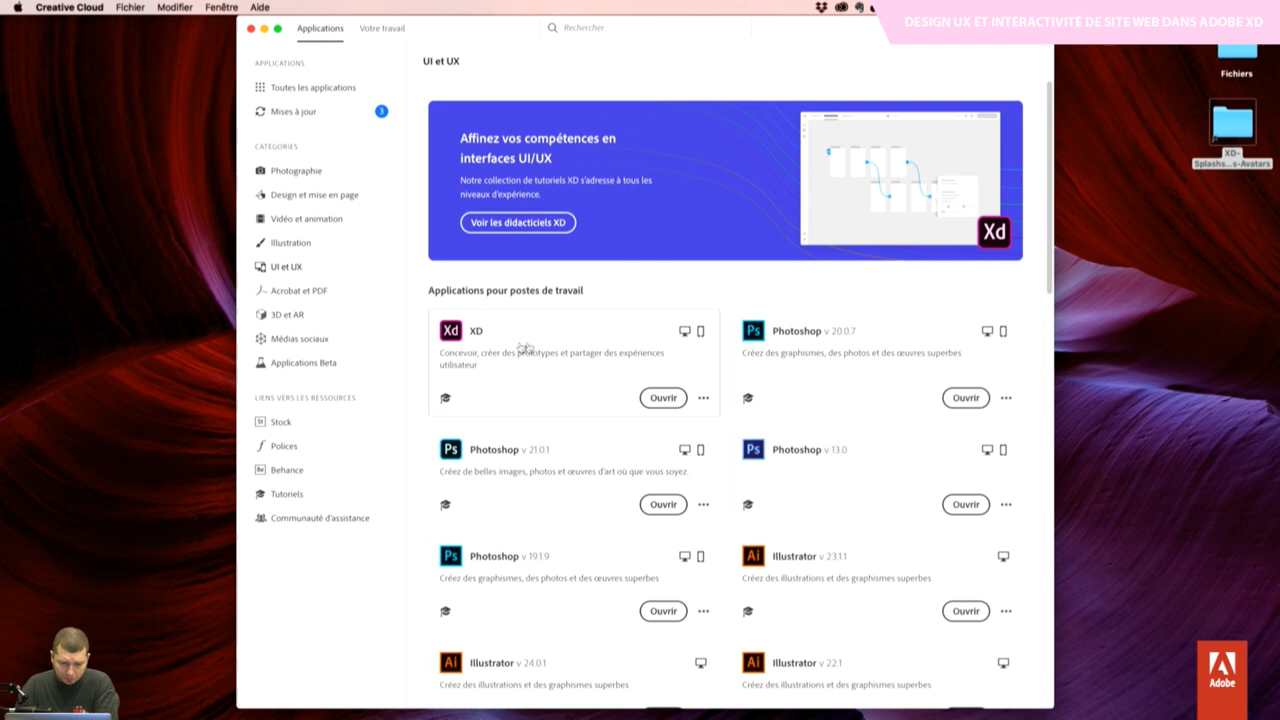 Creative Cloud Fichier Modifier Fenêtre Aide
DESIGN UX ET INTERACTIVITÉ DE SITE WEB DANS ADOBE XD
Applications Votre travail
Rechercher
APPLICATIONS
Toutes les applications
Mises à jour 3
CATÉGORIES
Photographie
Design et mise en page
Vidéo et animation
Illustration
UI et UX
Acrobat et PDF
3D et AR
Médias sociaux
Applications Beta
LIENS VERS LES RESSOURCES
St Stock
Polices
Be Behance
Tutoriels
Communauté d'assistance
UI et UX
Affinez vos compétences en
interfaces UI/UX
Notre collection de tutoriels XD s'adresse à tous les
niveaux d'expérience.
Voir les didacticiels XD
Xd
Applications pour postes de travail
Xd XD
Concevoir, créer des prototypes et partager des expériences
utilisateur
Ouvrir
Ps Photoshop v 20.0.7
Créez des graphismes, des photos et des œuvres superbes
Ouvrir
Ps Photoshop v 21.0.1
Créez de belles images, photos et œuvres d'art où que vous soyez.
Ouvrir
Ps Photoshop v 13.0
Ouvrir
Ps Photoshop v 19.1.9
Créez des graphismes, des photos et des œuvres superbes
Ouvrir
Ai Illustrator v 23.1.1
Créez des illustrations et des graphismes superbes
Ouvrir
Ai Illustrator v 24.0.1
Créez des illustrations et des graphismes superbes
Ai Illustrator v 22.1
Créez des illustrations et des graphismes superbes
Fichiers
XD-
Splashs...s-Avatars
Adobe